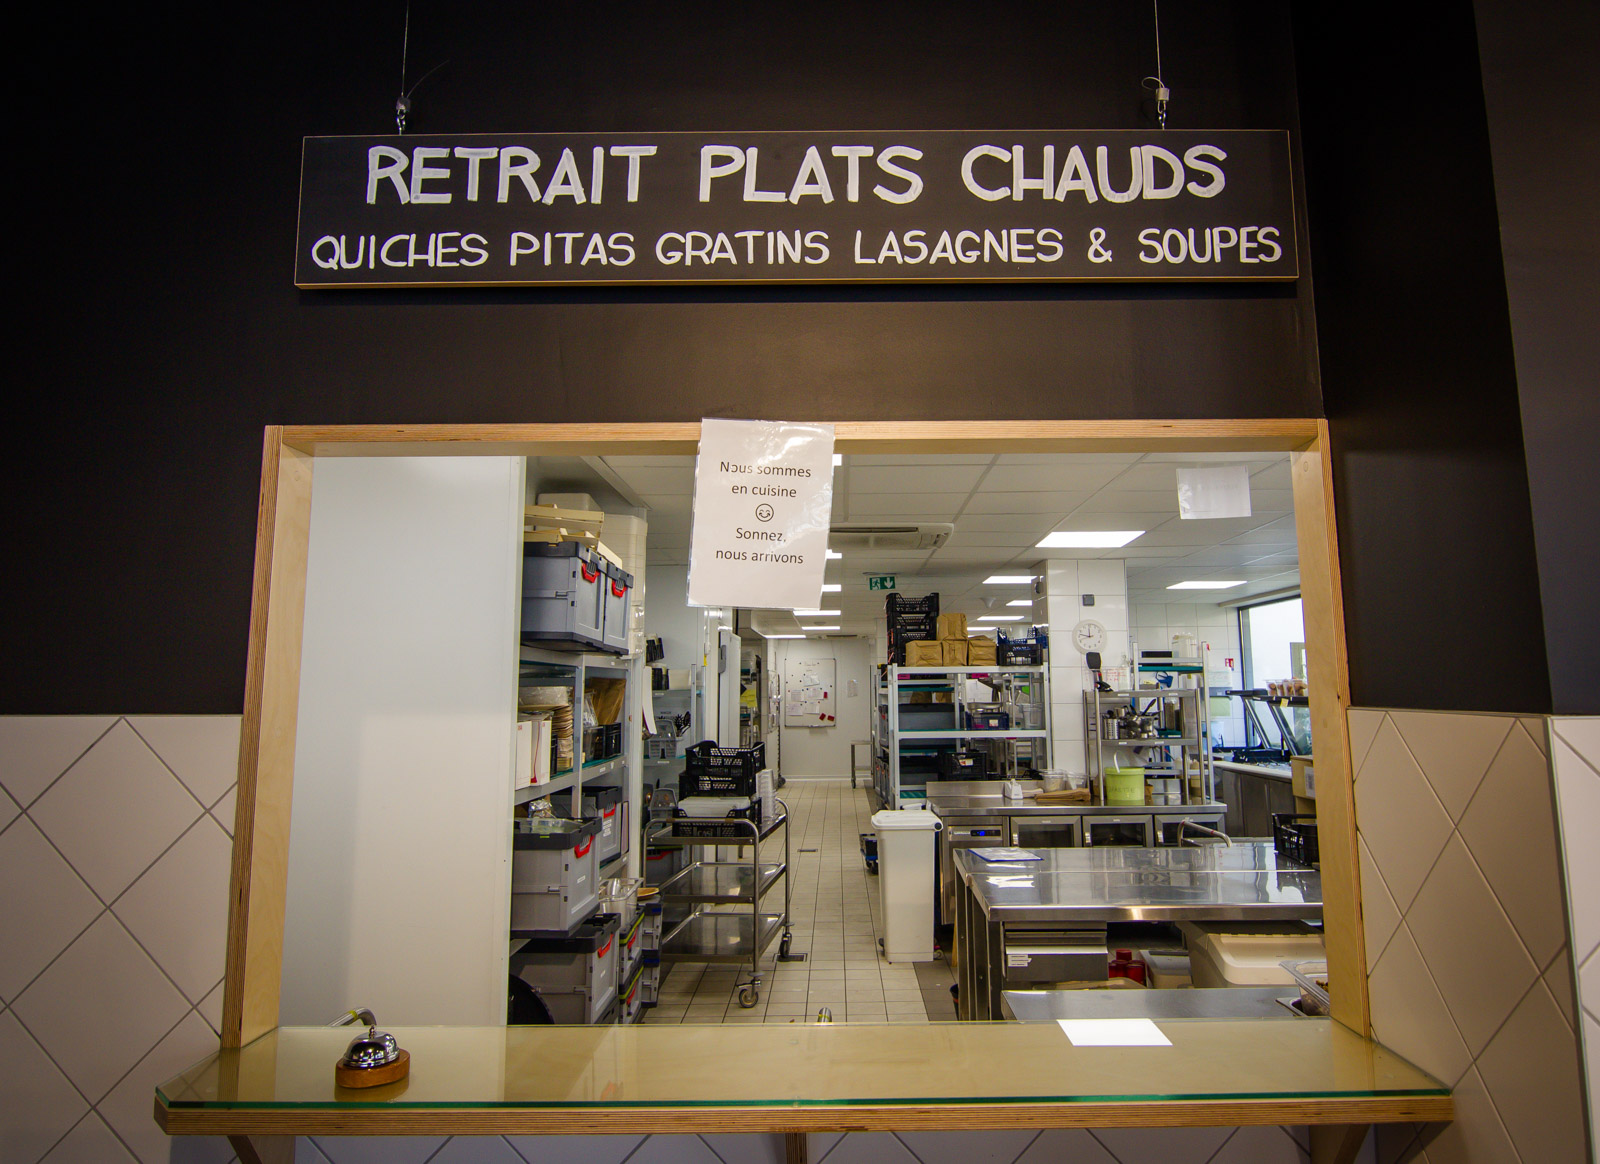 RETRAIT PLATS CHAUDS
QUICHES PITAS GRATINS LASAGNES & SOUPES
Nous sommes
en cuisine
Sonnez,
nous arrivons